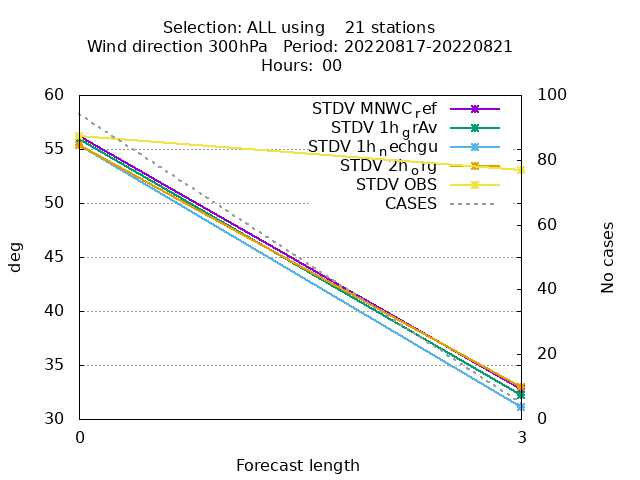 Selection: ALL using    21 stations
Wind direction 300hPa   Period: 20220817-20220821
Hours: 00
60
55
50
45
40
35
30
100
80
60
40
20
0
STDV MNWC_ref
STDV 1h_grAv
STDV 1h_nechgu
STDV 2h_org
STDV OBS
CASES
deg
No cases
0
3
Forecast length